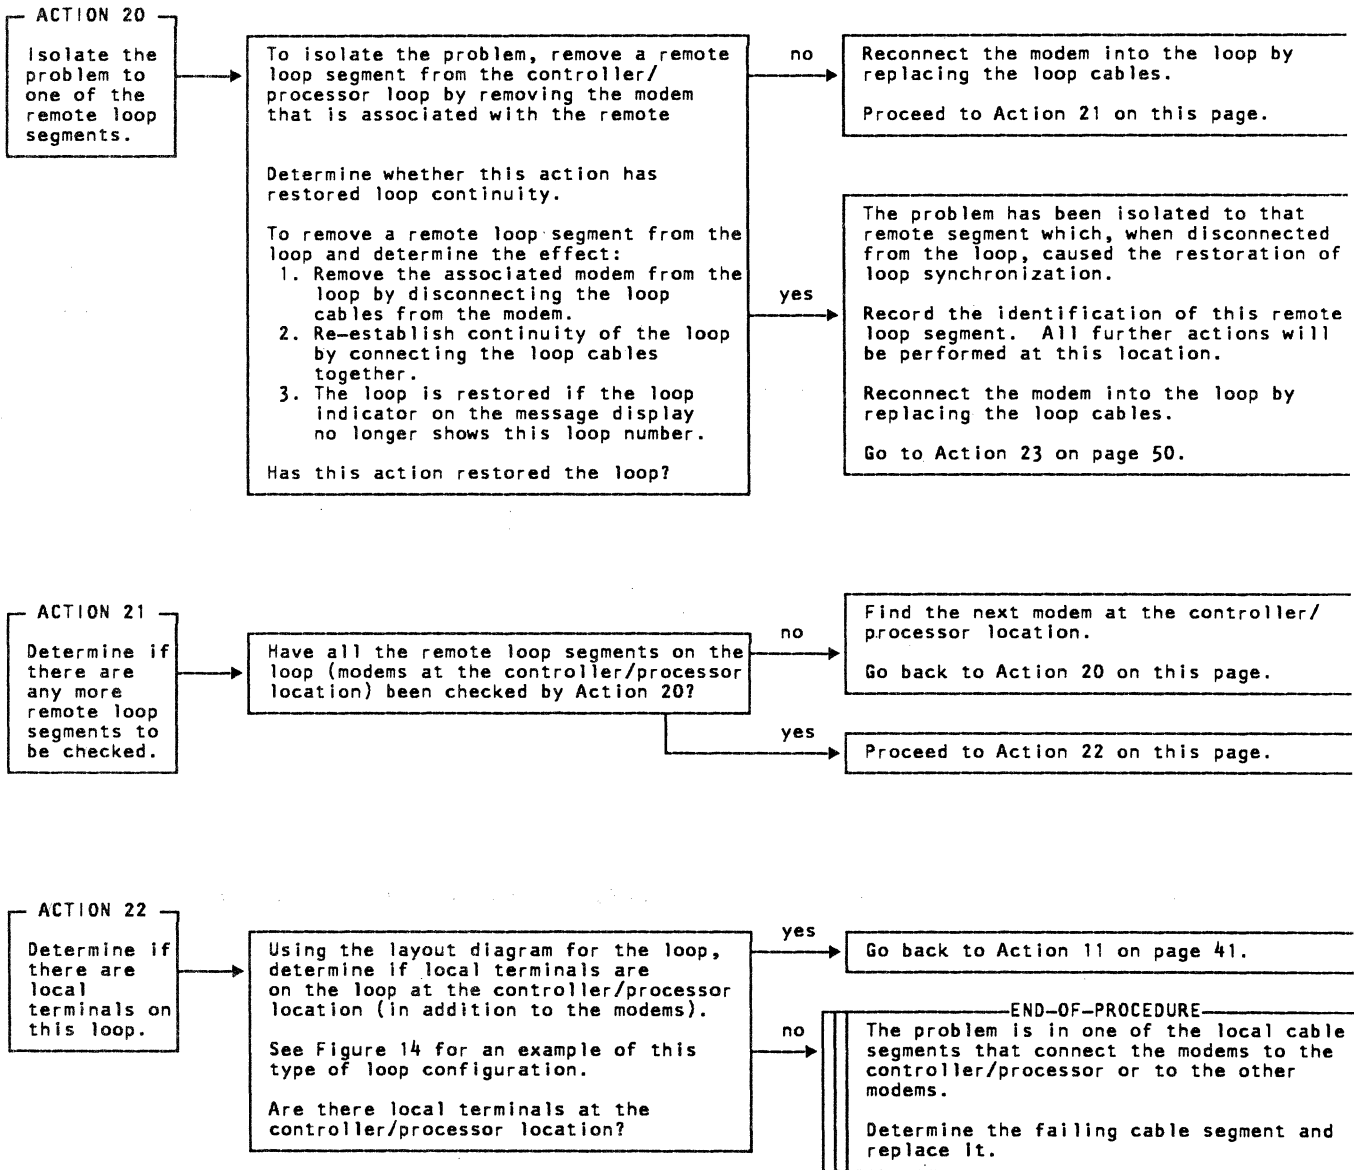 ACTION 20
Isolate the
problem to
one of the
remote loop
segments.
To isolate the problem, remove a remote
loop segment from the controller/
processor loop by removing the modem
that is associated with the remote
Determine whether this action has
restored loop continuity.
To remove a remote loop segment from the
loop and determine the effect:
1. Remove the associated modem from the
loop by disconnecting the loop
cables from the modem.
2. Re-establish continuity of the loop
by connecting the loop cables
together.
3. The loop is restored if the loop
indicator on the message display
no longer shows this loop number.
Has this action restored the loop?
no
Reconnect the modem into the loop by
replacing the loop cables.
Proceed to Action 21 on this page.
yes
The problem has been isolated to that
remote segment which, when disconnected
from the loop, caused the restoration of
loop synchronization.
Record the identification of this remote
loop segment. All further actions will
be performed at this location.
Reconnect the modem into the loop by
replacing the loop cables.
Go to Action 23 on page 50.
ACTION 21
Determine if
there are
any more
remote loop
segments to
be checked.
Have all the remote loop segments on the
loop (modems at the controller/processor
location) been checked by Action 20?
no
Find the next modem at the controller/
processor location.
Go back to Action 20 on this page.
yes
Proceed to Action 22 on this page.
ACTION 22
Determine if
there are
local
terminals on
this loop.
Using the layout diagram for the loop,
determine if local terminals are
on the loop at the controller/processor
location (in addition to the modems).
See Figure 14 for an example of this
type of loop configuration.
Are there local terminals at the
controller/processor location?
yes
Go back to Action 11 on page 41.
no
END-OF-PROCEDURE
The problem is in one of the local cable
segments that connect the modems to the
controller/processor or to the other
modems.
Determine the failing cable segment and
replace it.